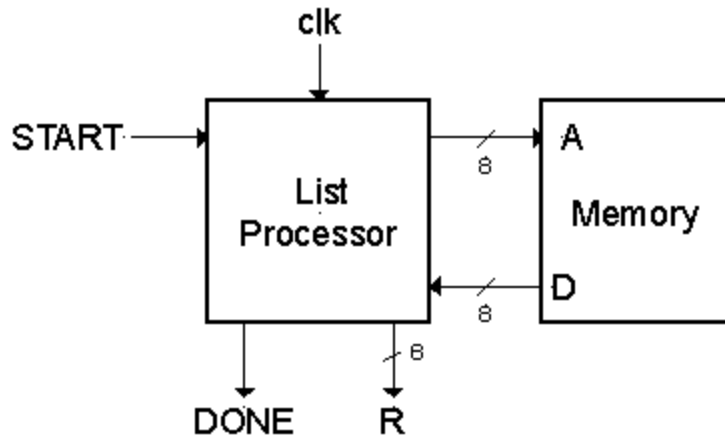 clk
START
A
8
List
Processor
Memory
D
8
8
DONE
R